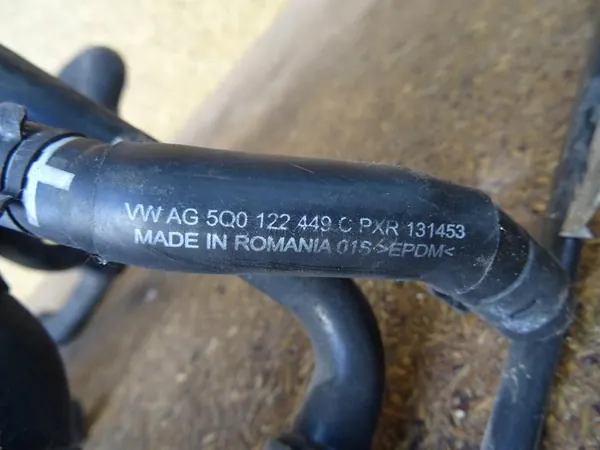 VW AG 5Q0 122 449 C PXR 131453
MADE IN ROMANIA 01S >EPDM<